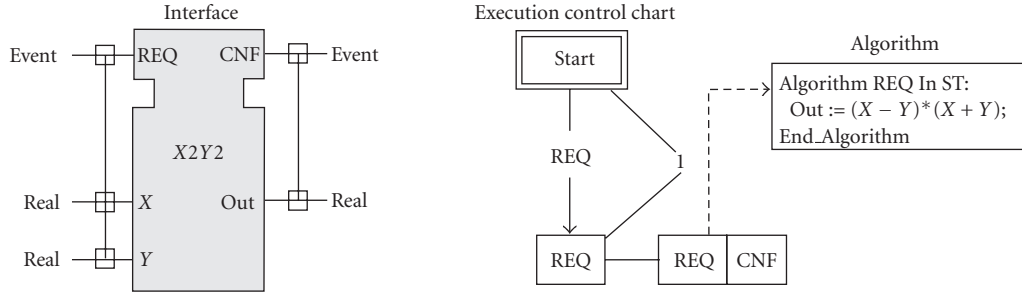 Interface
Event
REQ
CNF
Event
X2Y2
Real
X
Out
Real
Real
Y
Execution control chart
Start
REQ
1
REQ
REQ
CNF
Algorithm
Algorithm REQ In ST:
Out := (X − Y)*(X + Y);
End_Algorithm